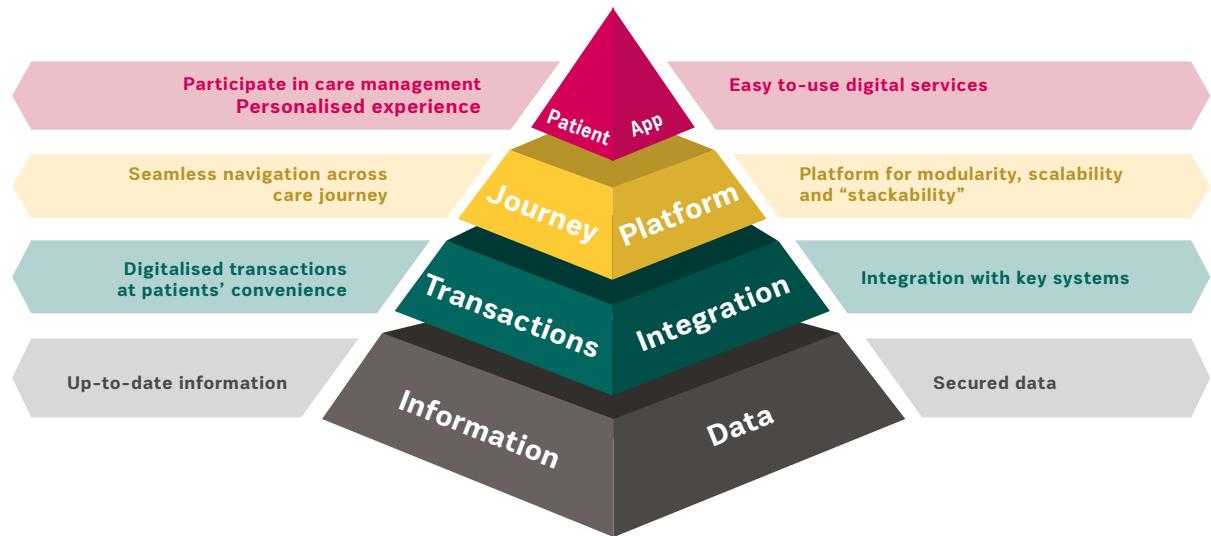 Participate in care management
Personalised experience
Patient
App
Easy to-use digital services
Seamless navigation across
care journey
Journey
Platform
Platform for modularity, scalability
and “stackability”
Digitalised transactions
at patients’ convenience
Transactions
Integration
Integration with key systems
Up-to-date information
Information
Data
Secured data